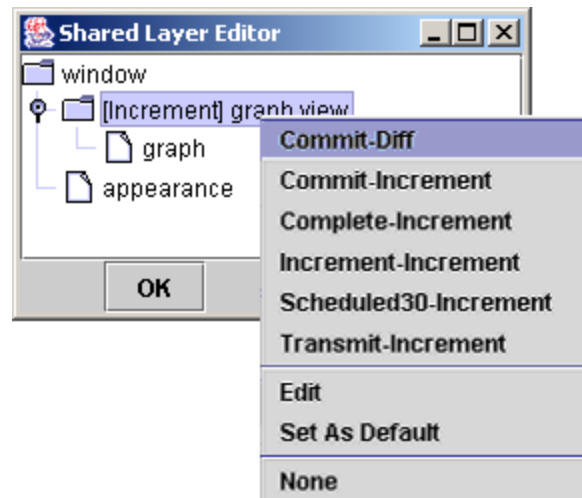 Shared Layer Editor
window
[Increment] graph view
graph
appearance
OK
Commit-Diff
Commit-Increment
Complete-Increment
Increment-Increment
Scheduled30-Increment
Transmit-Increment
Edit
Set As Default
None